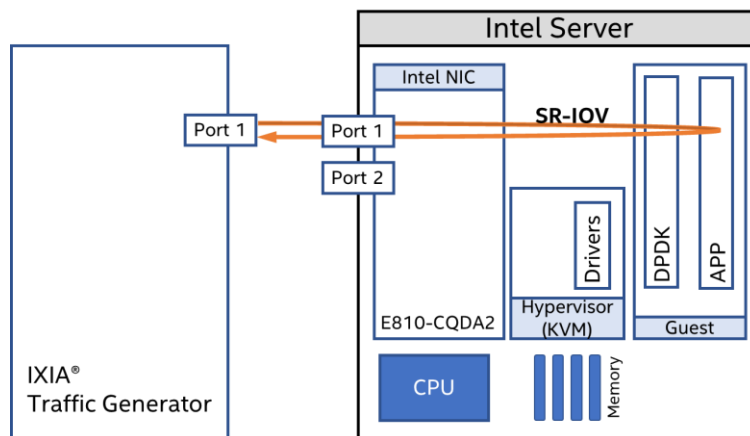 Intel Server
Intel NIC
SR-IOV
Port 1
Port 1
Port 2
Drivers
DPDK
APP
E810-CQDA2
Hypervisor
(KVM)
Guest
IXIA®
Traffic Generator
CPU
Memory